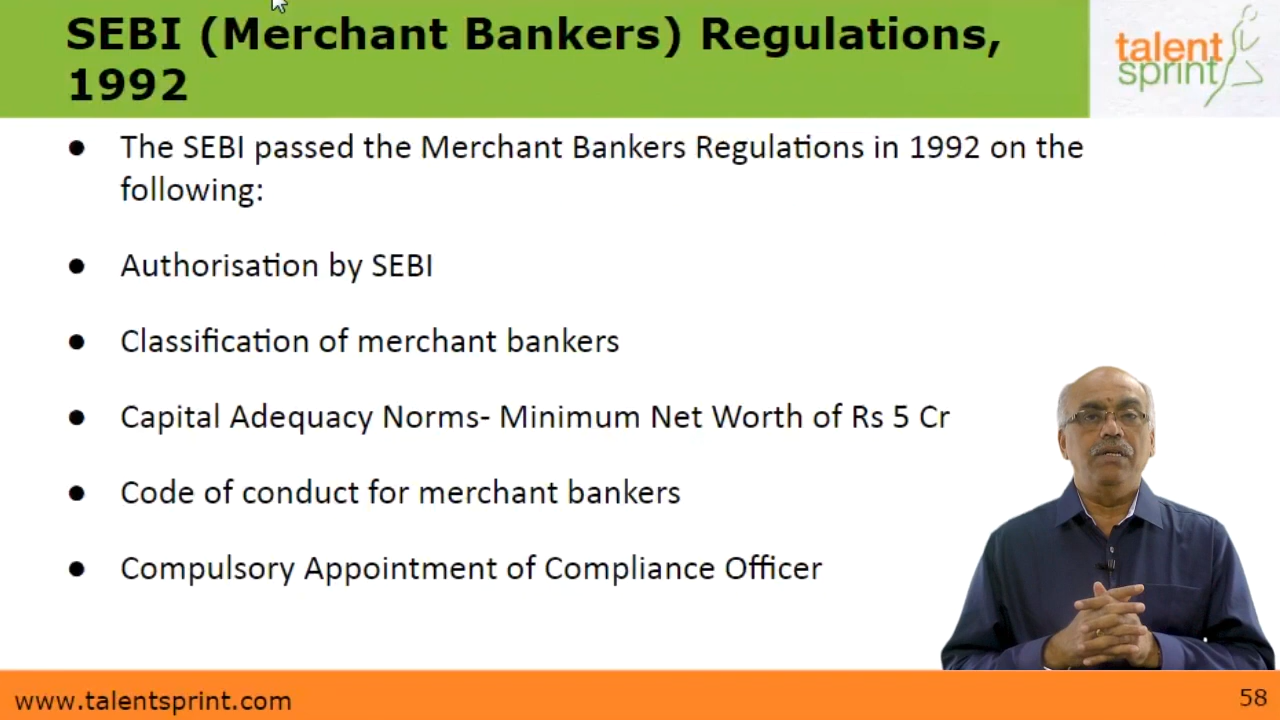 SEBI (Merchant Bankers) Regulations,
1992
talent
sprint
● The SEBI passed the Merchant Bankers Regulations in 1992 on the
following:
● Authorisation by SEBI
● Classification of merchant bankers
● Capital Adequacy Norms- Minimum Net Worth of Rs 5 Cr
● Code of conduct for merchant bankers
● Compulsory Appointment of Compliance Officer
www.talentsprint.com
58